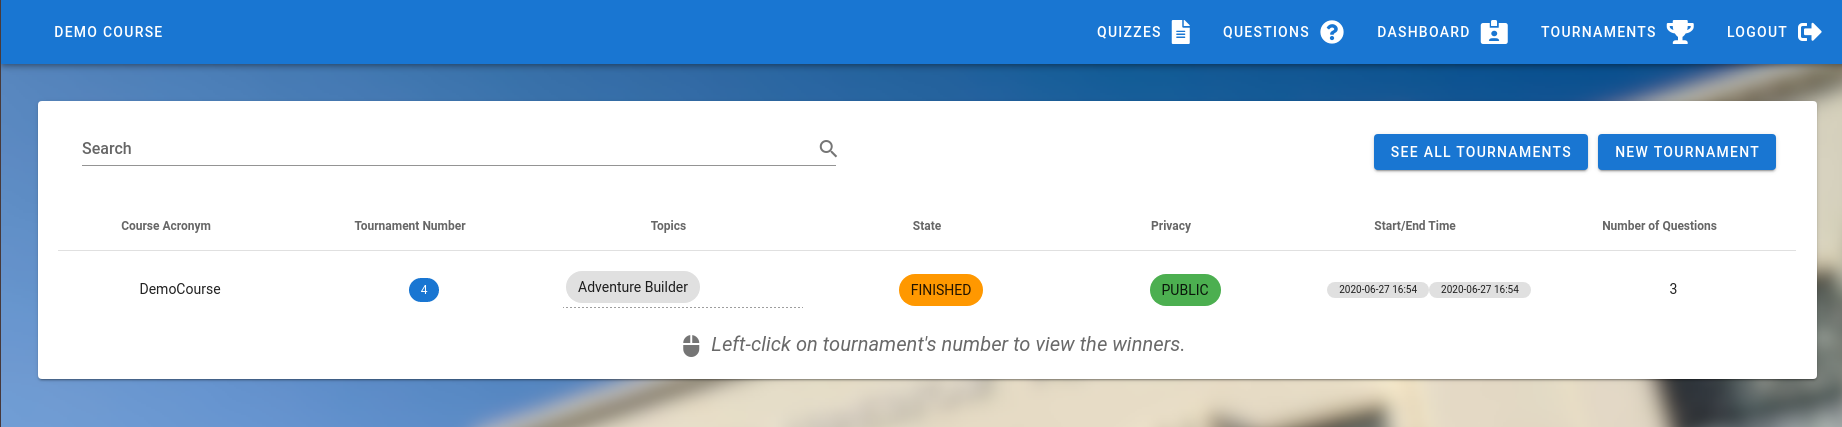 DEMO COURSE QUIZZES QUESTIONS DASHBOARD TOURNAMENTS LOGOUT
Search SEE ALL TOURNAMENTS NEW TOURNAMENT
Course Acronym Tournament Number Topics State Privacy Start/End Time Number of Questions
DemoCourse 4 Adventure Builder FINISHED PUBLIC 2020-06-27 16:54 2020-06-27 16:54 3
Left-click on tournament's number to view the winners.